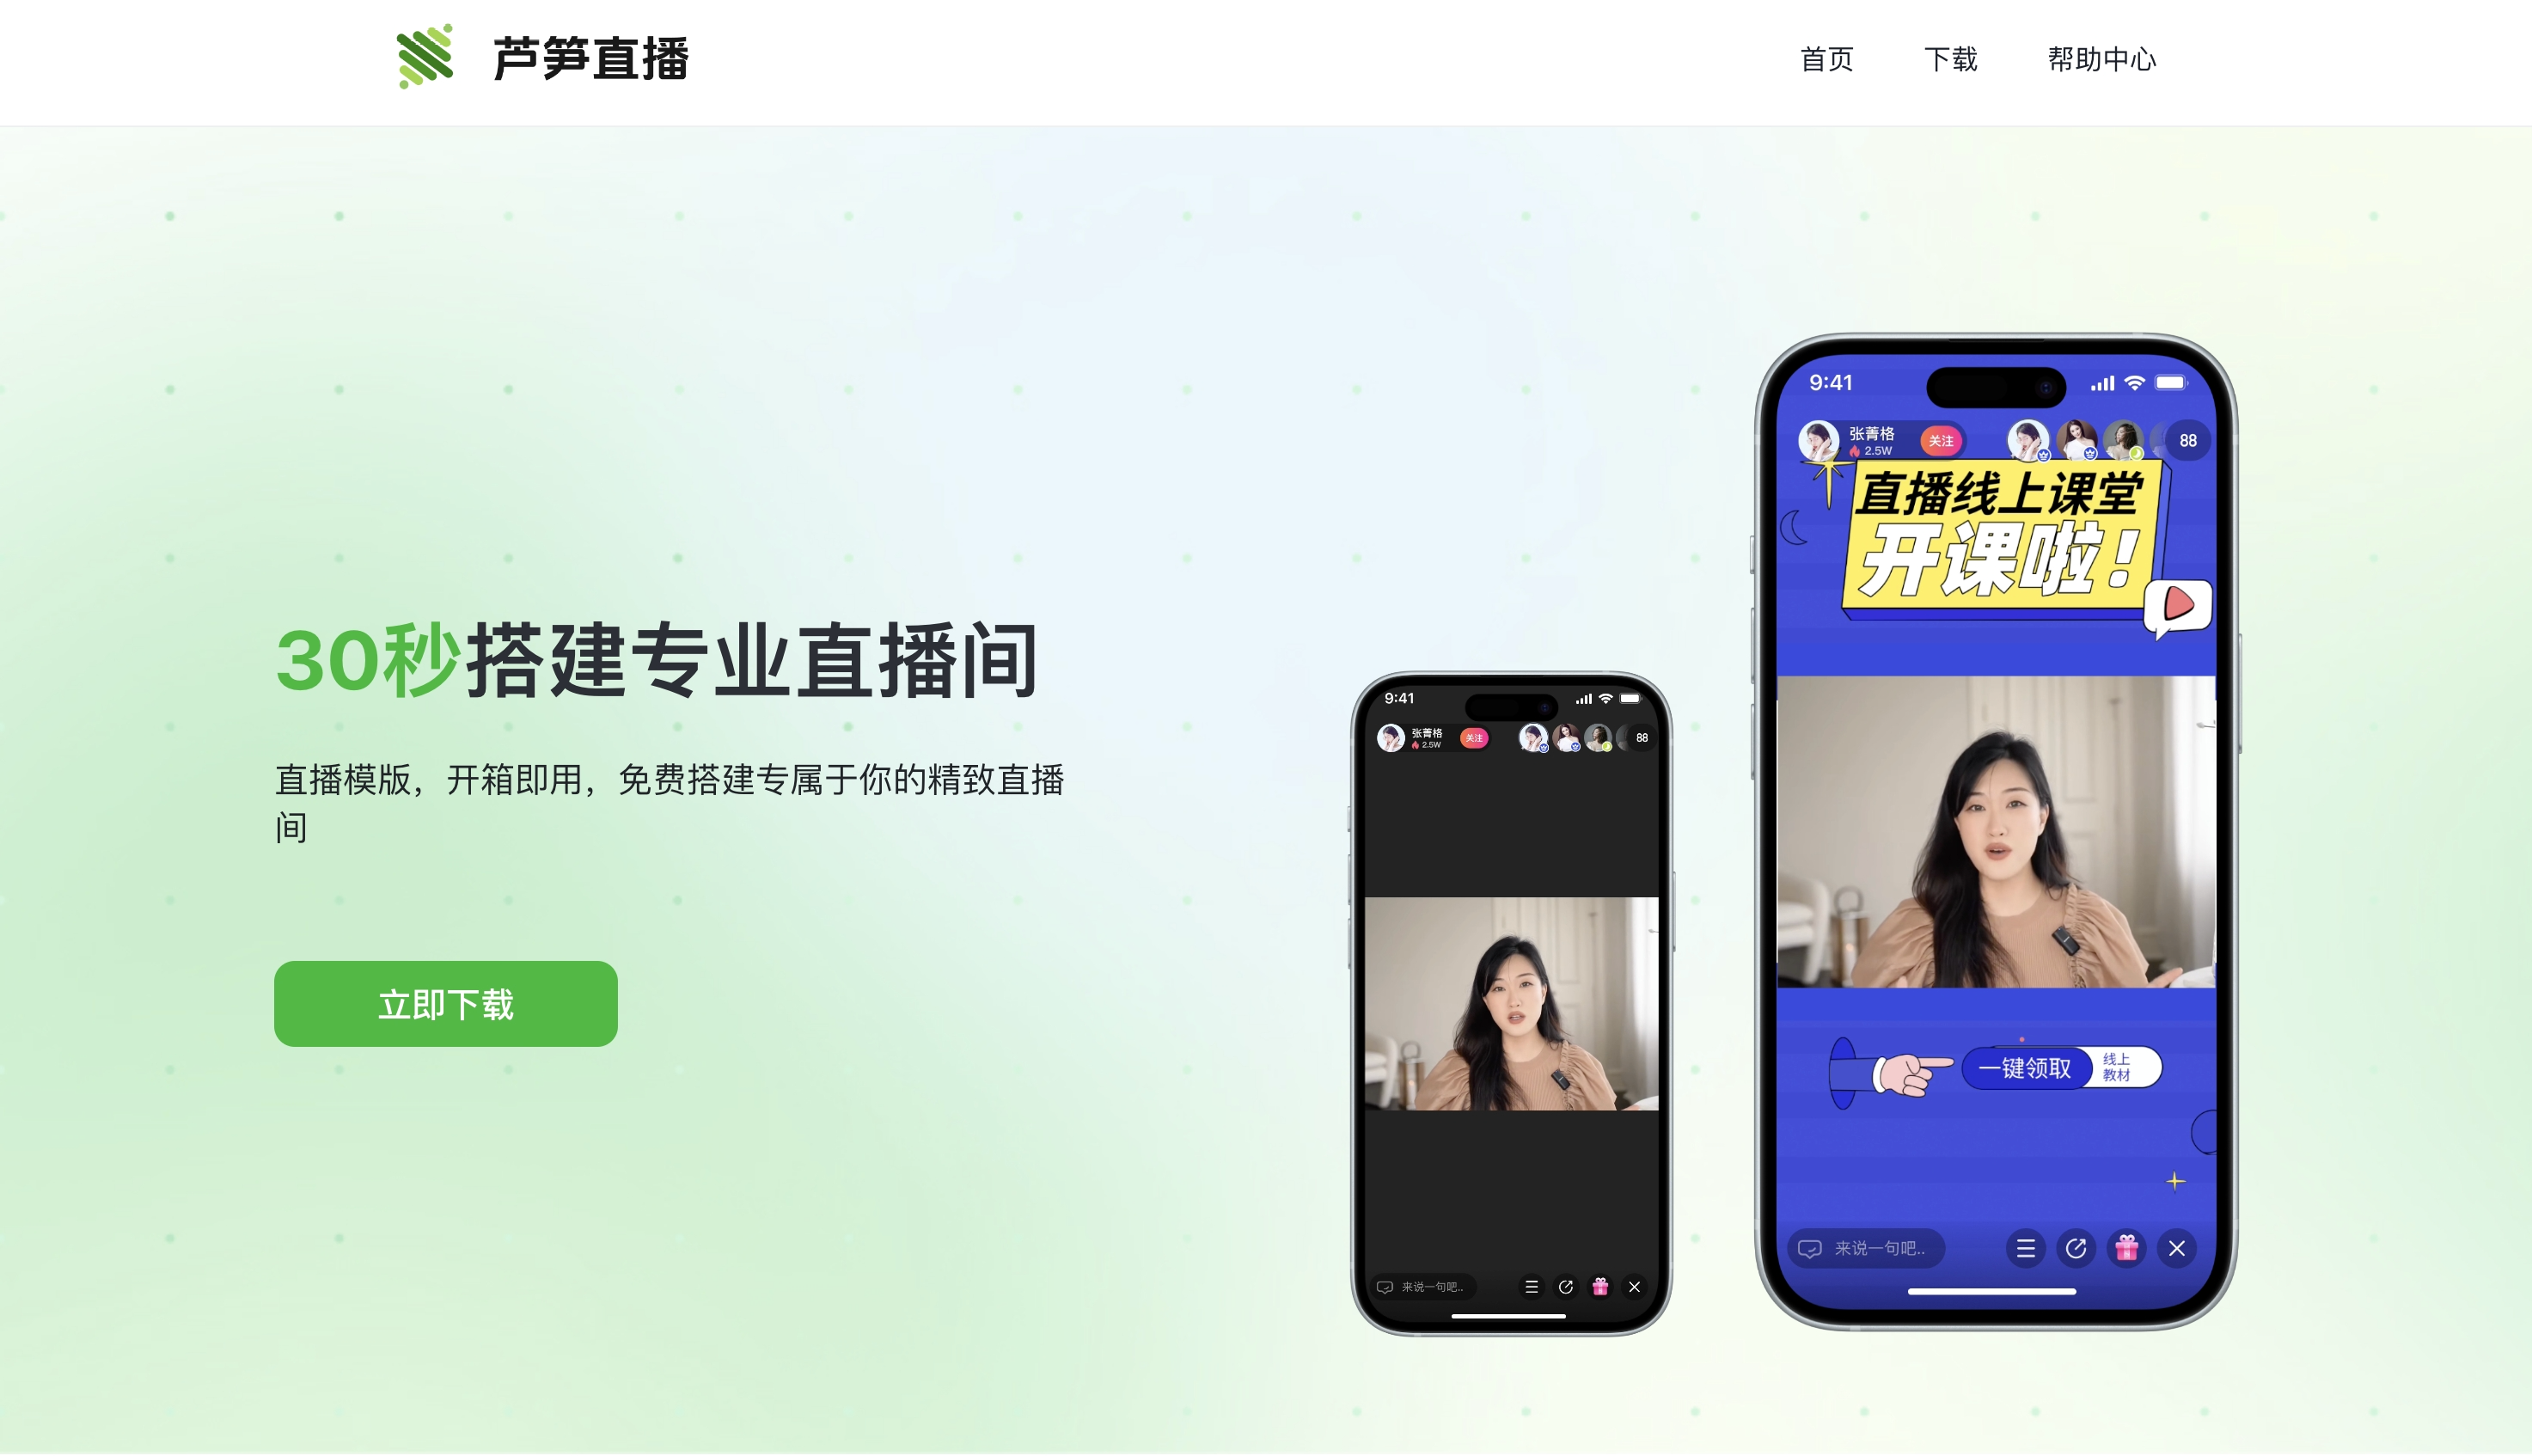 芦笋直播
首页
下载
帮助中心
30秒搭建专业直播间
直播模版，开箱即用，免费搭建专属于你的精致直播
间
立即下载
9:41
张菁格
2.5W
关注
88
来说一句吧..
9:41
张菁格
2.5W
关注
88
直播线上课堂
开课啦！
一键领取
线上
教材
来说一句吧..